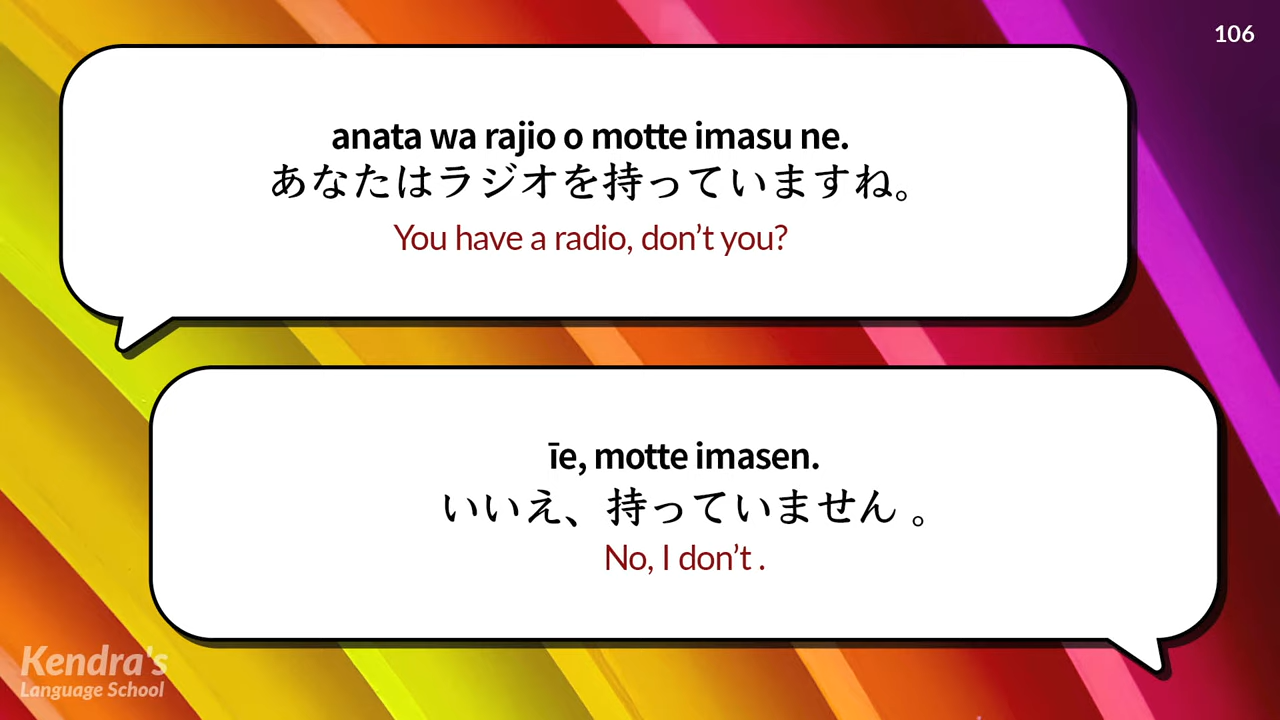 106
anata wa rajio o motte imasu ne.
あなたはラジオを持っていますね。
You have a radio, don’t you?
īe, motte imasen.
いいえ、持っていません 。
No, I don’t .
Kendra's
Language School